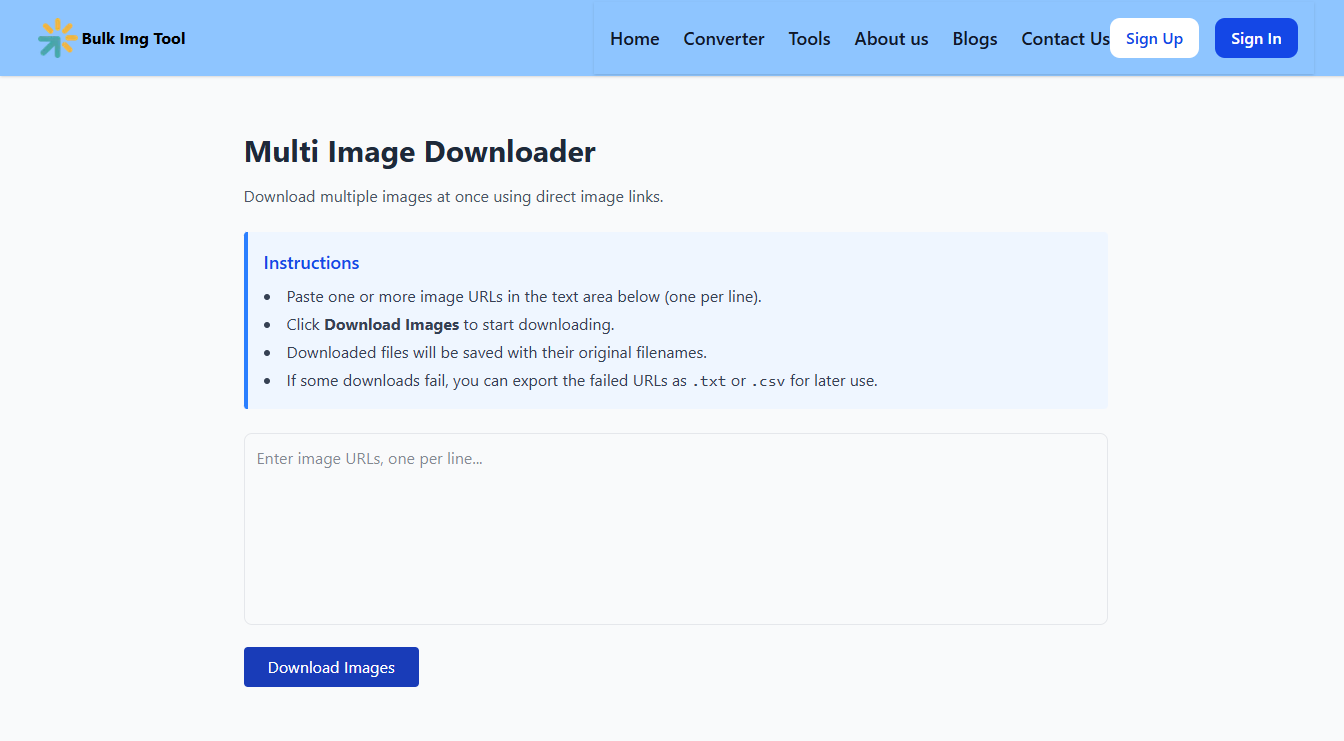 Bulk Img Tool Home Converter Tools About us Blogs Contact Us Sign Up Sign In
Multi Image Downloader
Download multiple images at once using direct image links.
Instructions
• Paste one or more image URLs in the text area below (one per line).
• Click Download Images to start downloading.
• Downloaded files will be saved with their original filenames.
• If some downloads fail, you can export the failed URLs as .txt or .csv for later use.
Enter image URLs, one per line...
Download Images